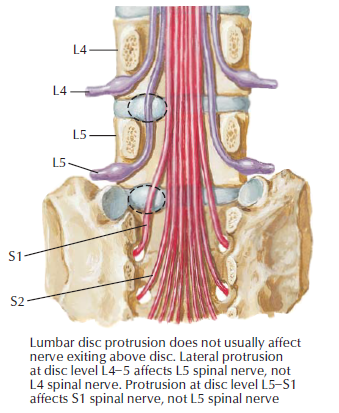 L4
L4
L5
L5
S1
S2
Lumbar disc protrusion does not usually affect
nerve exiting above disc. Lateral protrusion
at disc level L4–5 affects L5 spinal nerve, not
L4 spinal nerve. Protrusion at disc level L5–S1
affects S1 spinal nerve, not L5 spinal nerve